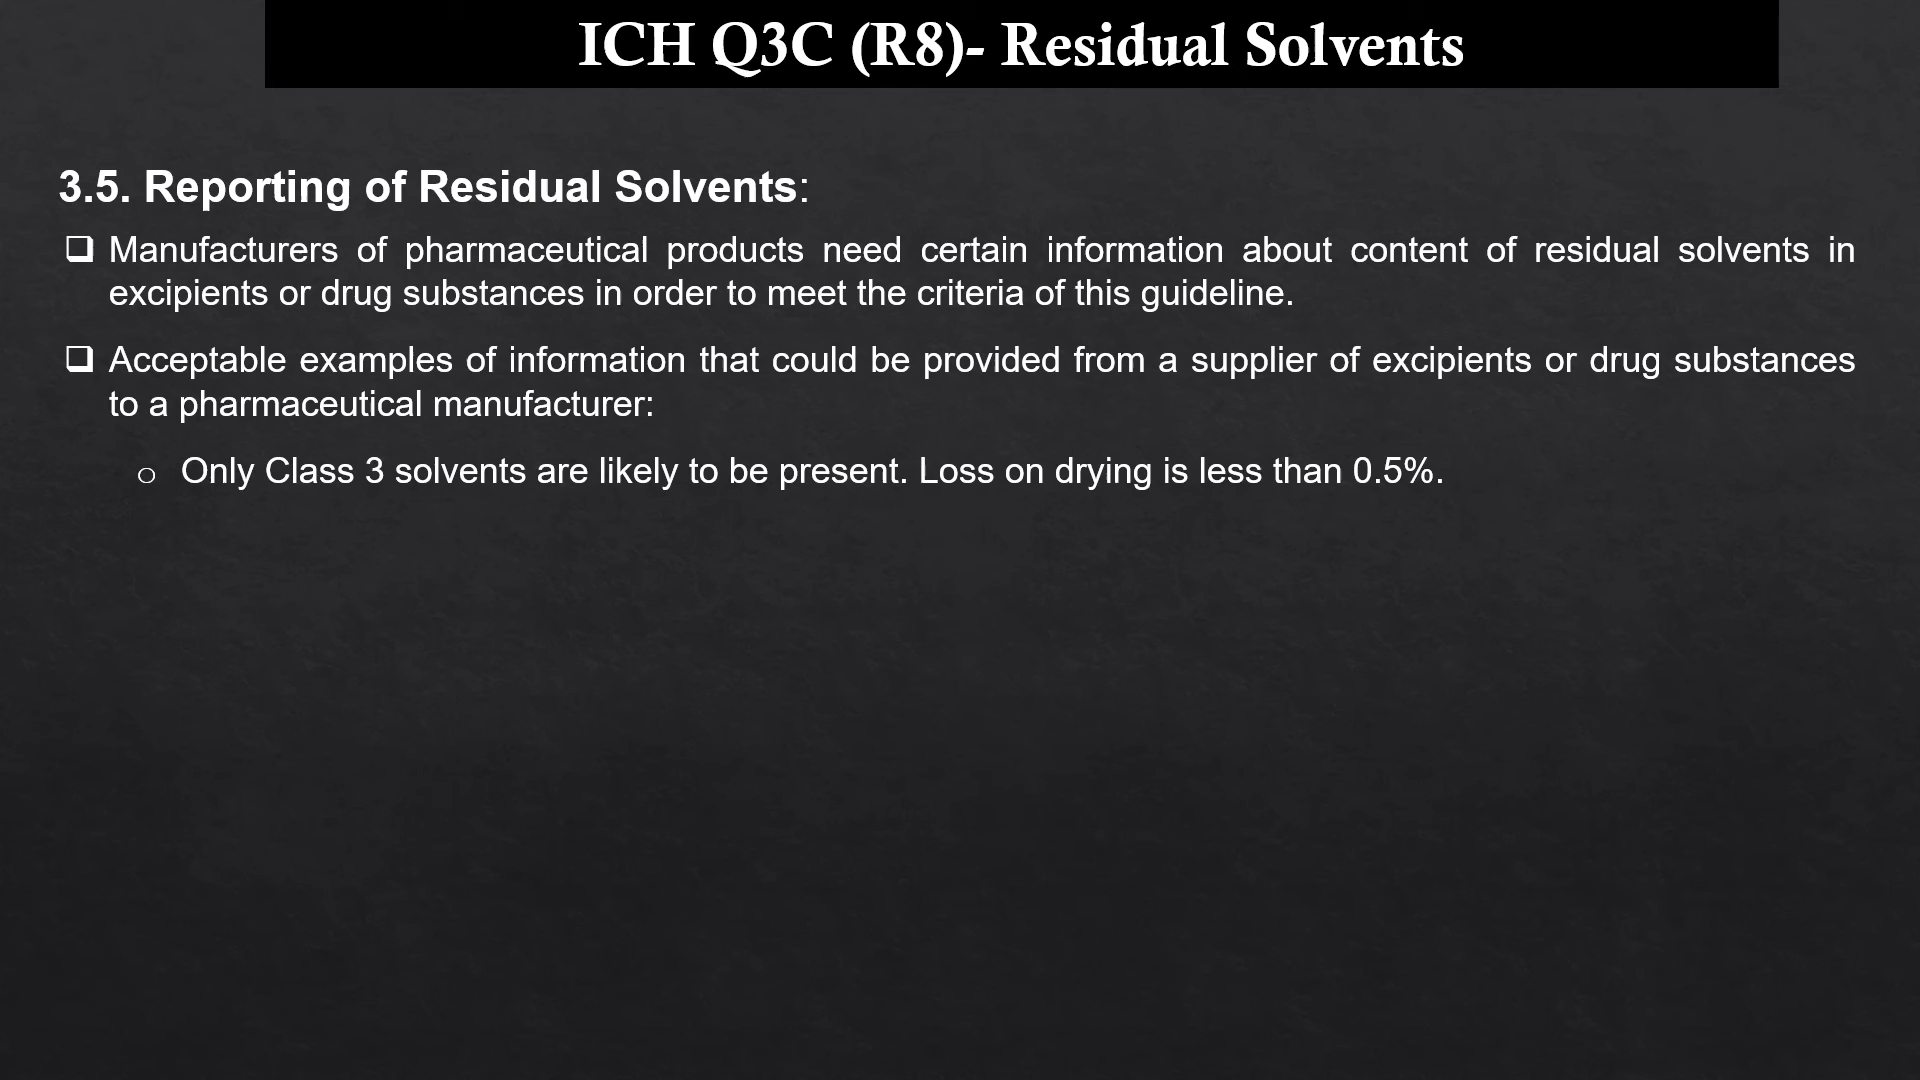 ICH Q3C (R8)- Residual Solvents
3.5. Reporting of Residual Solvents:
❑ Manufacturers of pharmaceutical products need certain information about content of residual solvents in
excipients or drug substances in order to meet the criteria of this guideline.
❑ Acceptable examples of information that could be provided from a supplier of excipients or drug substances
to a pharmaceutical manufacturer:
o Only Class 3 solvents are likely to be present. Loss on drying is less than 0.5%.